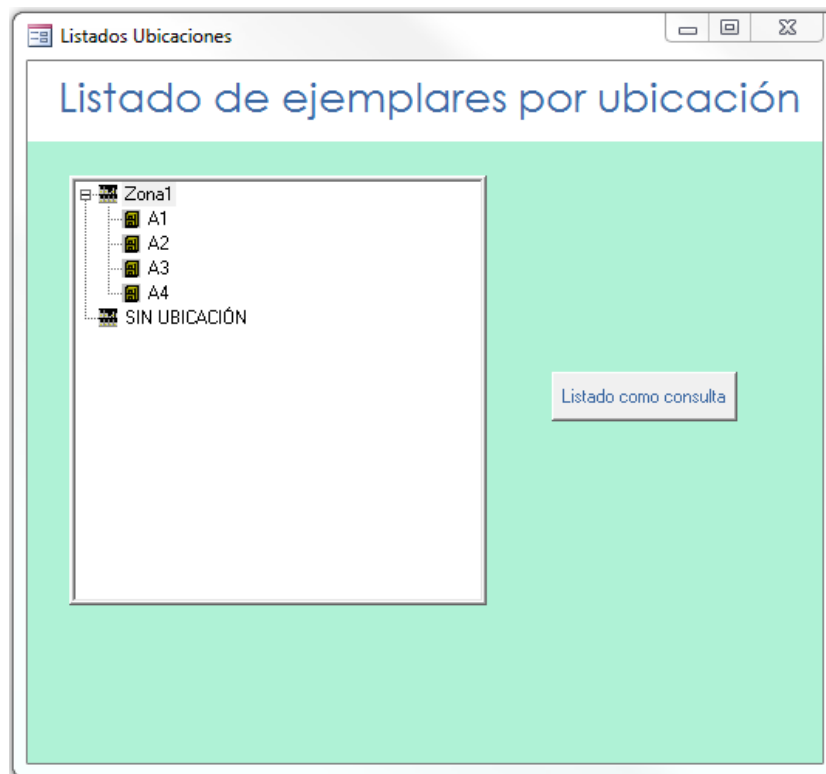 Listados Ubicaciones
Listado de ejemplares por ubicación
Zona1
A1
A2
A3
A4
SIN UBICACIÓN
Listado como consulta